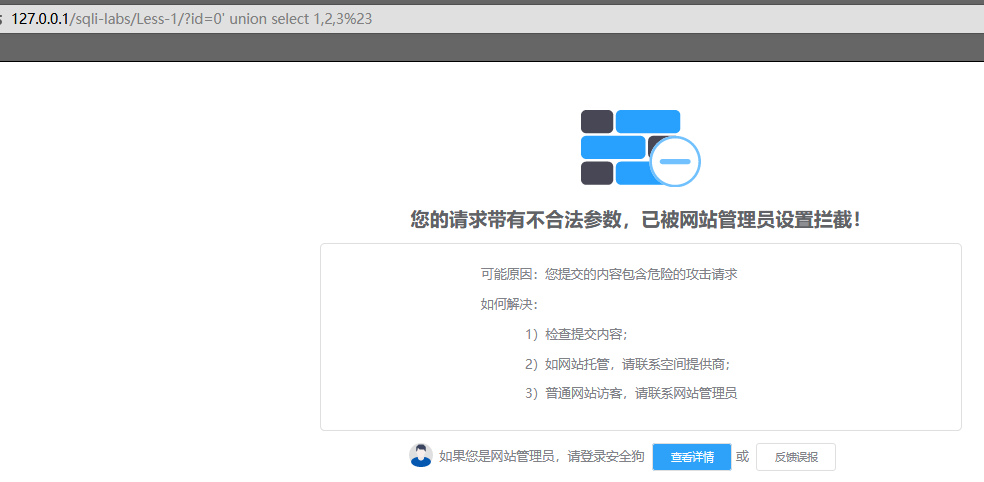 127.0.0.1/sqli-labs/Less-1/?id=0' union select 1,2,3%23
您的请求带有不合法参数，已被网站管理员设置拦截！
可能原因：您提交的内容包含危险的攻击请求
如何解决：
1）检查提交内容；
2）如网站托管，请联系空间提供商；
3）普通网站访客，请联系网站管理员
如果您是网站管理员，请登录安全狗 查看详情 或 反馈误报